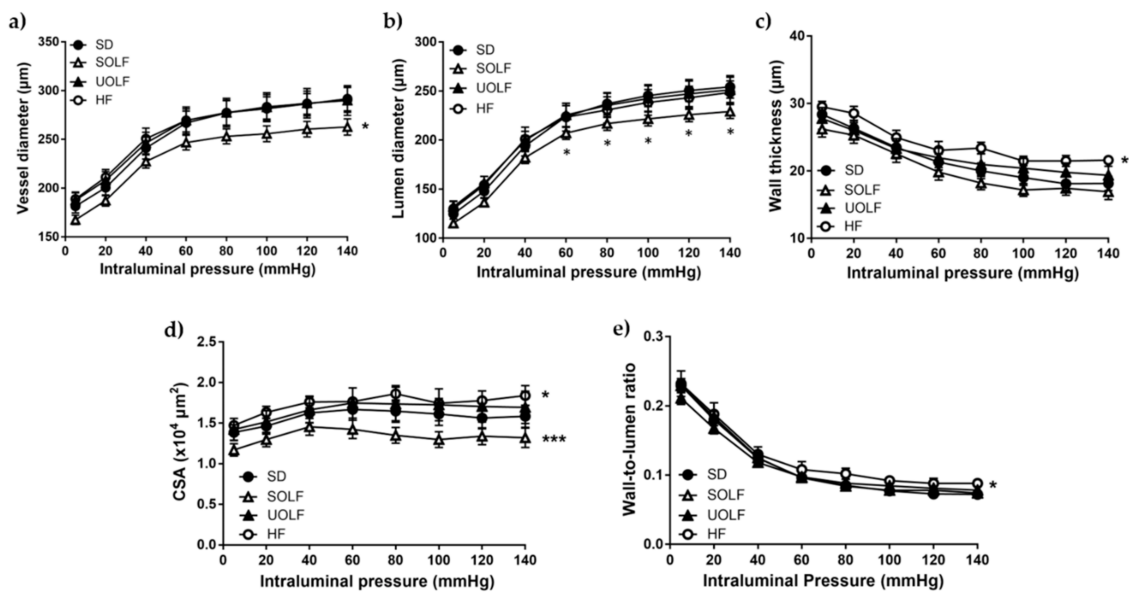 a)
Vessel diameter (µm)
350
300
250
200
150
SD
SOLF
UOLF
HF
*
0 20 40 60 80 100 120 140
Intraluminal pressure (mmHg)
b)
Lumen diameter (µm)
300
250
200
150
100
SD
SOLF
UOLF
HF
* * * * *
0 20 40 60 80 100 120 140
Intraluminal pressure (mmHg)
c)
Wall thickness (µm)
40
30
20
10
SD
SOLF
UOLF
HF
*
0 20 40 60 80 100 120 140
Intraluminal pressure (mmHg)
d)
CSA (x10⁴ µm²)
2.5
2.0
1.5
1.0
0.5
0.0
*
***
SD
SOLF
UOLF
HF
0 20 40 60 80 100 120 140
Intraluminal pressure (mmHg)
e)
Wall-to-lumen ratio
0.3
0.2
0.1
0.0
SD
SOLF
UOLF
HF
*
0 20 40 60 80 100 120 140
Intraluminal Pressure (mmHg)